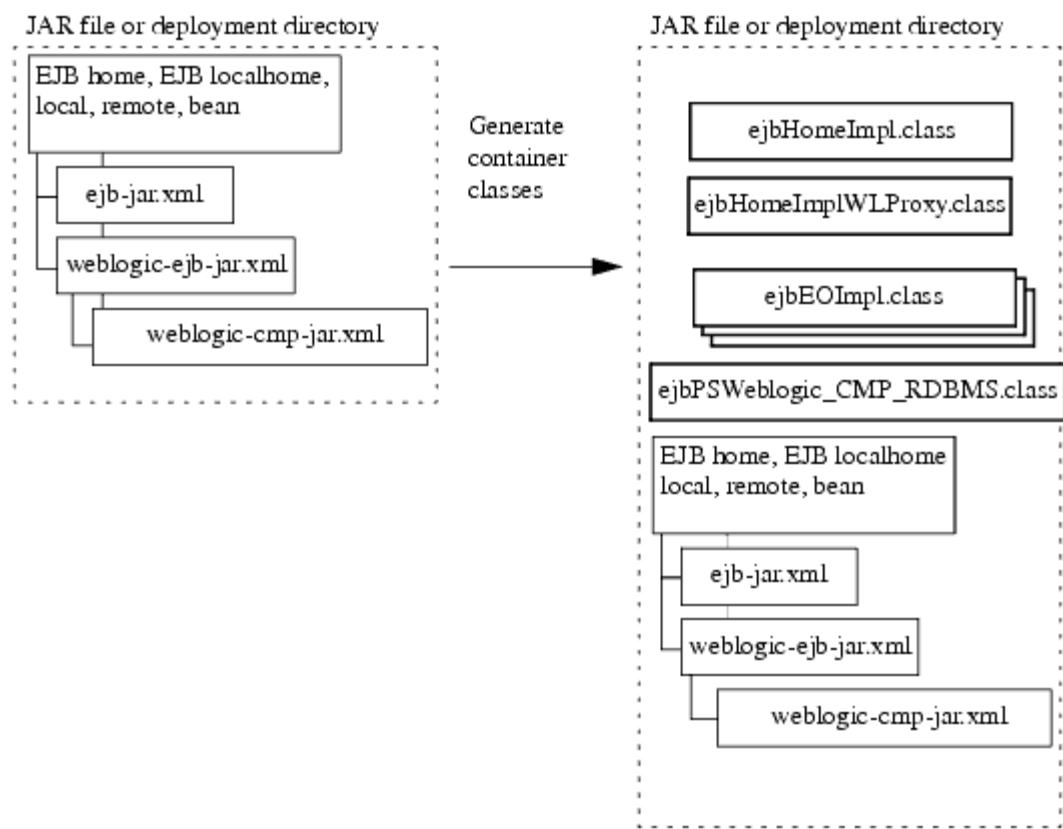 JAR file or deployment directory
EJB home, EJB localhome,
local, remote, bean
ejb-jar.xml
weblogic-ejb-jar.xml
weblogic-cmp-jar.xml
Generate
container
classes
JAR file or deployment directory
ejbHomeImpl.class
ejbHomeImplWLProxy.class
ejbEOImpl.class
ejbPSWeblogic_CMP_RDBMS.class
EJB home, EJB localhome
local, remote, bean
ejb-jar.xml
weblogic-ejb-jar.xml
weblogic-cmp-jar.xml